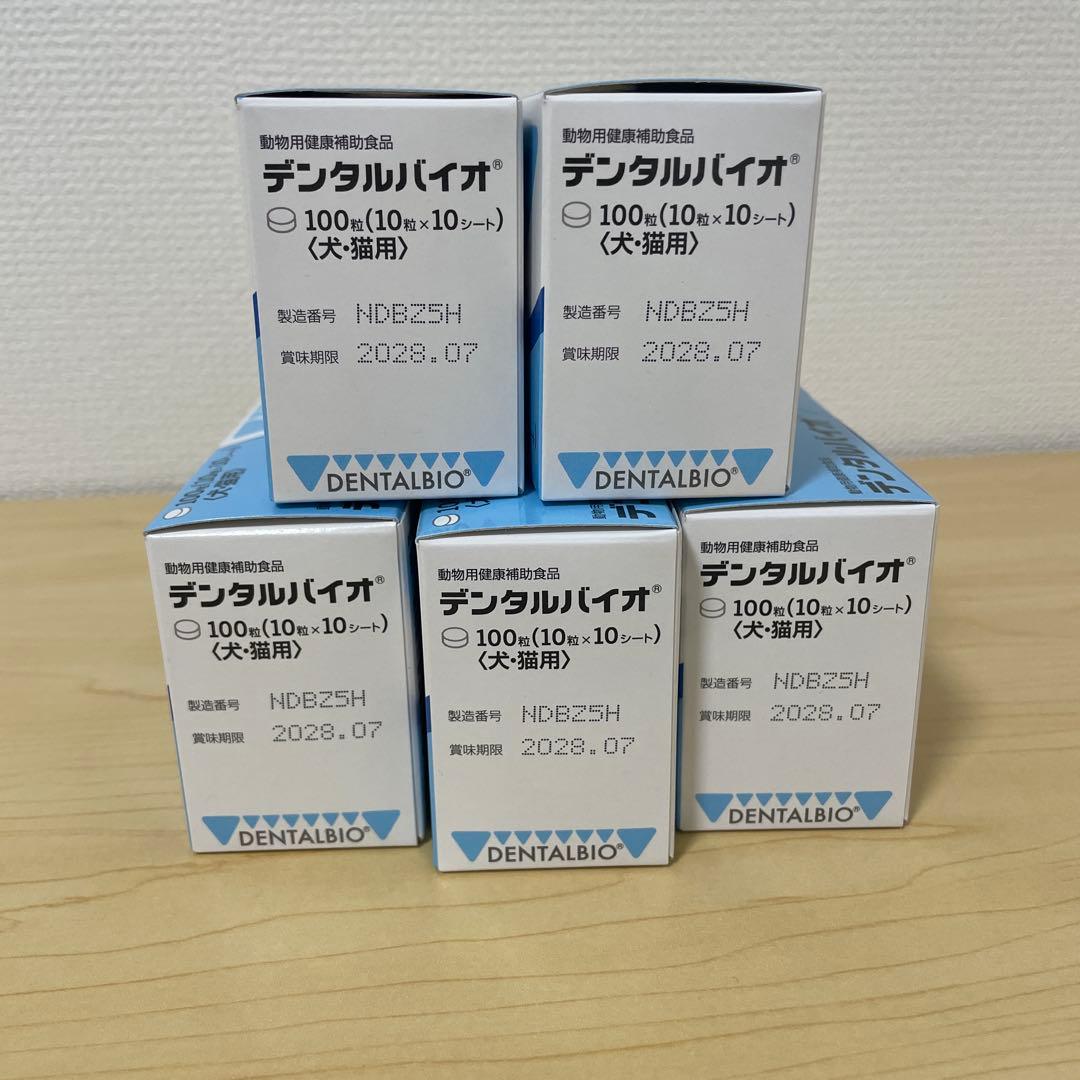 動物用健康補助食品
デンタルバイオ®
100粒(10粒×10シート)
〈犬・猫用〉
製造番号 NDBZ5H
賞味期限 2028.07
DENTALBIO®
動物用健康補助食品
デンタルバイオ®
100粒(10粒×10シート)
〈犬・猫用〉
製造番号 NDBZ5H
賞味期限 2028.07
DENTALBIO®
〈犬・猫用〉
動物用健康補助食品
デンタルバイオ®
100粒(10粒×10シート)
〈犬・猫用〉
製造番号 NDBZ5H
賞味期限 2028.07
DENTALBIO®
動物用健康補助食品
デンタルバイオ®
100粒(10粒×10シート)
〈犬・猫用〉
製造番号 NDBZ5H
賞味期限 2028.07
DENTALBIO®
動物用健康補助食品
デンタルバイオ®
100粒(10粒×10シート)
〈犬・猫用〉
製造番号 NDBZ5H
賞味期限 2028.07
DENTALBIO®